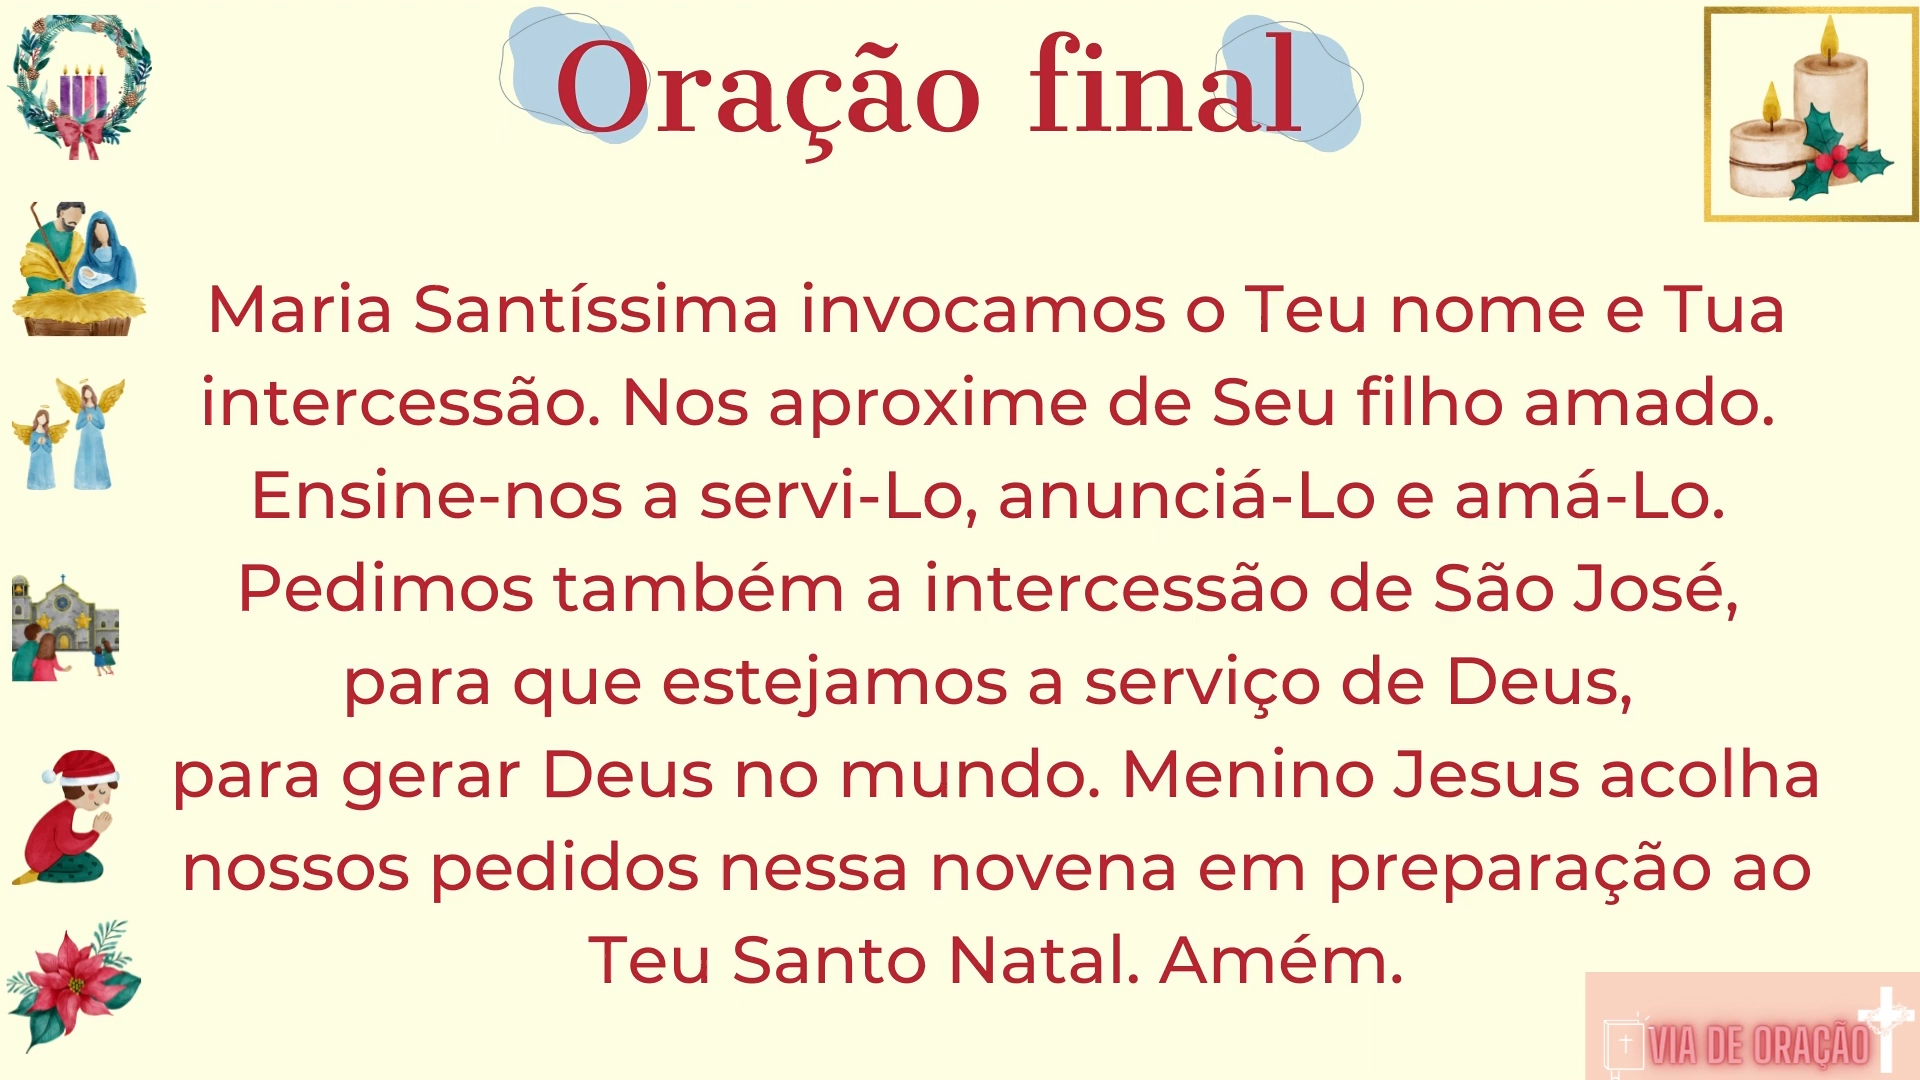 Oração final
Maria Santíssima invocamos o Teu nome e Tua
intercessão. Nos aproxime de Seu filho amado.
Ensine-nos a servi-Lo, anunciá-Lo e amá-Lo.
Pedimos também a intercessão de São José,
para que estejamos a serviço de Deus,
para gerar Deus no mundo. Menino Jesus acolha
nossos pedidos nessa novena em preparação ao
Teu Santo Natal. Amém.
VIA DE ORAÇÃO